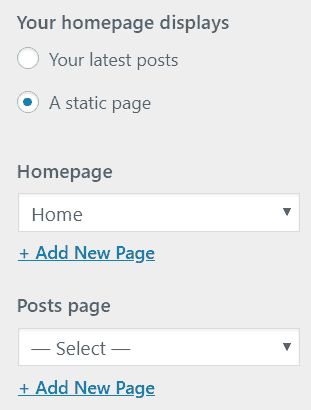 Your homepage displays
Your latest posts
A static page
Homepage
Home
+ Add New Page
Posts page
— Select —
+ Add New Page